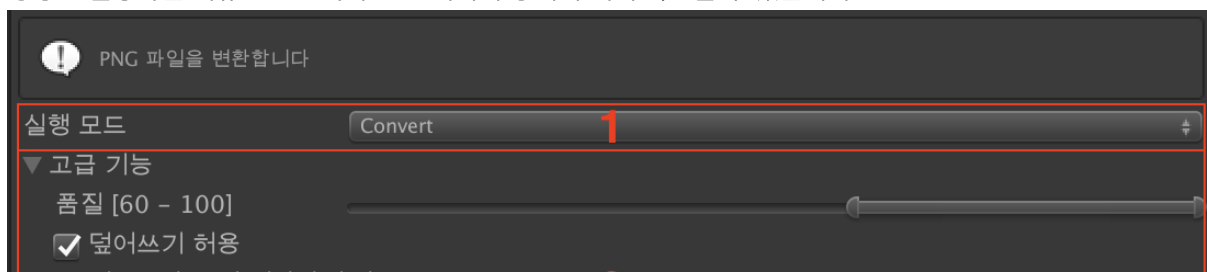 PNG 파일을 변환합니다
실행 모드 Convert 1
▼ 고급 기능
품질 [60 – 100]
덮어쓰기 허용